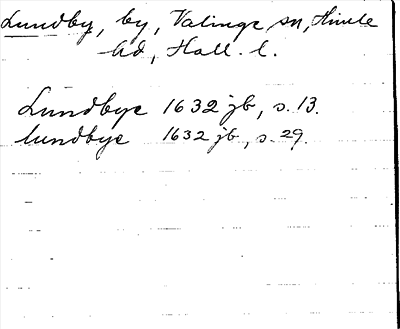 Lundby, by, Valinge sn, Himle
hd, Hall. l.
Lundbye 1632 jb, s. 13.
lundbye 1632 jb, s. 29.